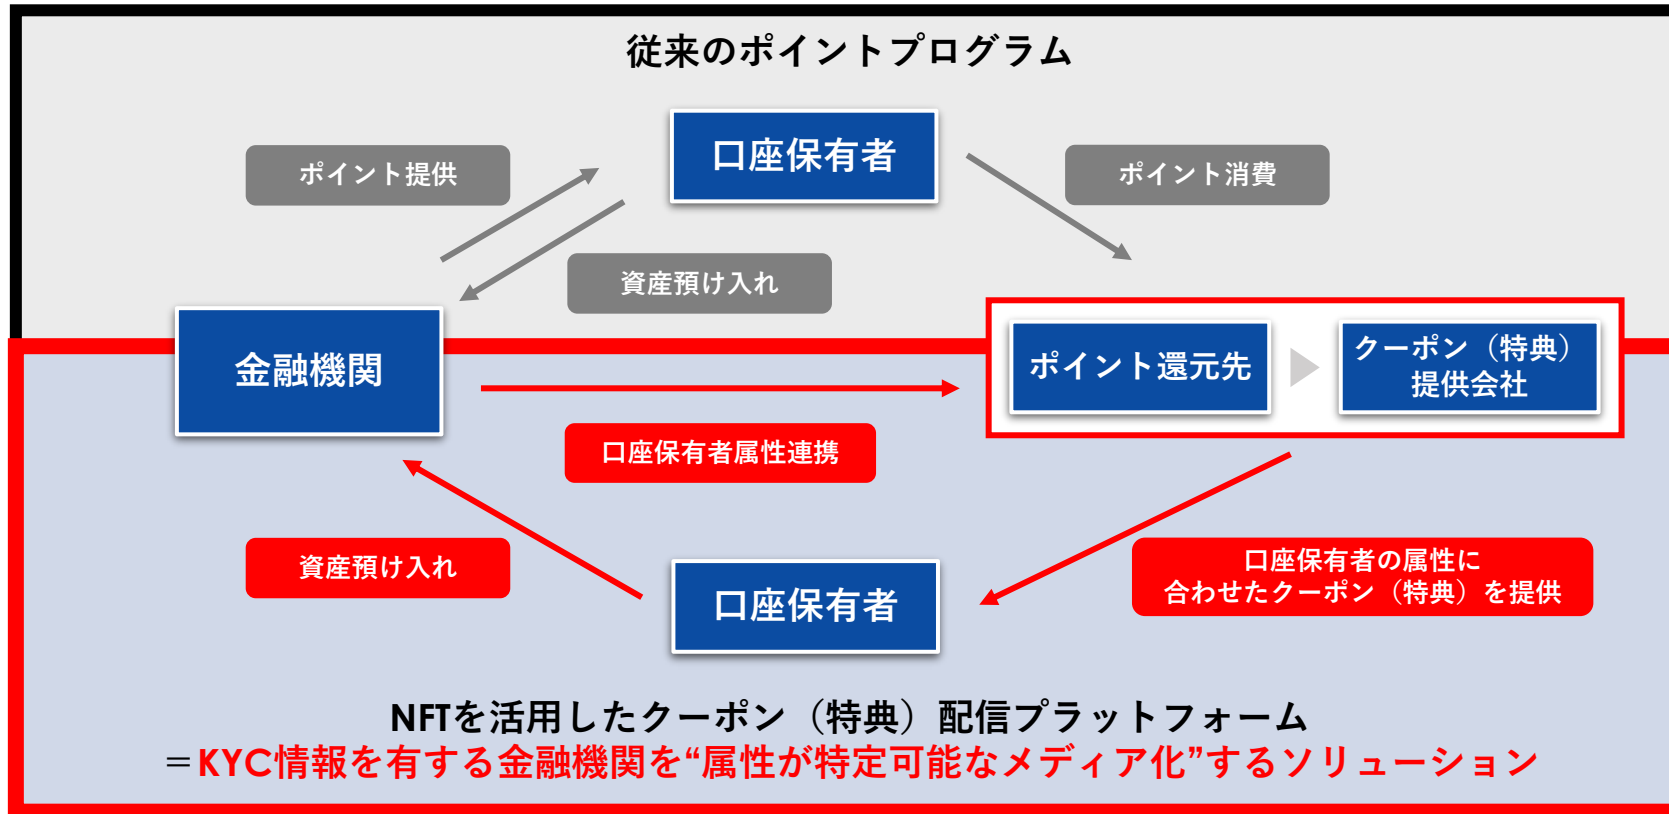 従来のポイントプログラム
口座保有者
ポイント提供
ポイント消費
資産預け入れ
金融機関
ポイント還元先
クーポン（特典）
提供会社
口座保有者属性連携
資産預け入れ
口座保有者
口座保有者の属性に
合わせたクーポン（特典）を提供
NFTを活用したクーポン（特典）配信プラットフォーム
＝KYC情報を有する金融機関を“属性が特定可能なメディア化”するソリューション